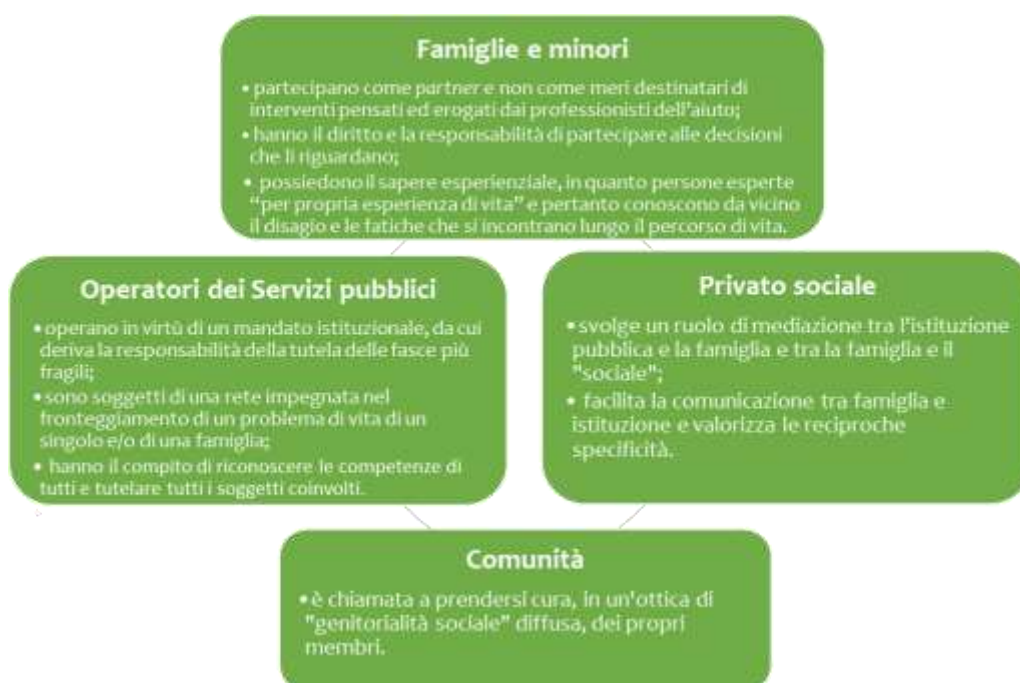 Famiglie e minori
• partecipano come partner e non come meri destinatari di
interventi pensati ed erogati dai professionisti dell'aiuto;
• hanno il diritto e la responsabilità di partecipare alle decisioni
che li riguardano;
• possiedono il sapere esperienziale, in quanto persone esperte
"per propria esperienza di vita" e pertanto conoscono da vicino
il disagio e le fatiche che si incontrano lungo il percorso di vita.
Operatori dei Servizi pubblici
• operano in virtù di un mandato istituzionale, da cui
deriva la responsabilità della tutela delle fasce più
fragili;
• sono soggetti di una rete impegnata nel
fronteggiamento di un problema di vita di un
singolo e/o di una famiglia;
• hanno il compito di riconoscere le competenze di
tutti e tutelare tutti i soggetti coinvolti.
Privato sociale
• svolge un ruolo di mediazione tra l'istituzione
pubblica e la famiglia e tra la famiglia e il
"sociale";
• facilita la comunicazione tra famiglia e
istituzione e valorizza le reciproche
specificità.
Comunità
• è chiamata a prendersi cura, in un'ottica di
"genitorialità sociale" diffusa, dei propri
membri.